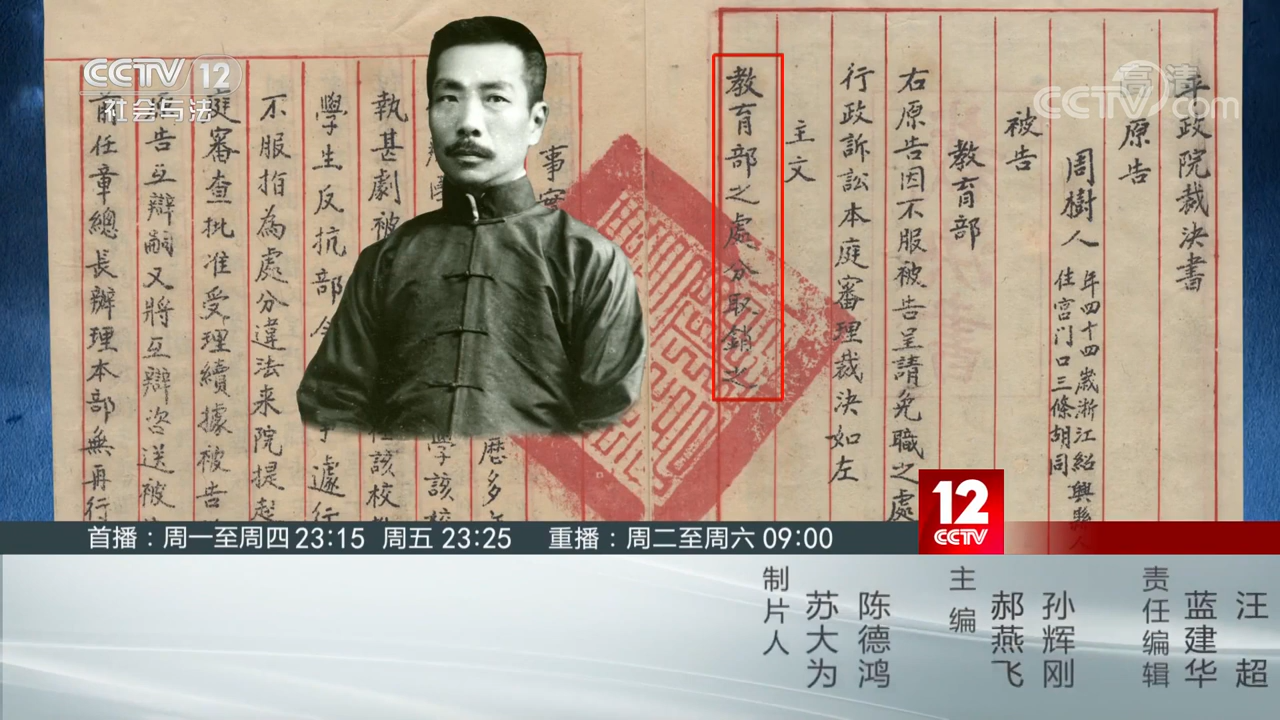 CCTV 12
社会与法
高清
CCTV.com
平政院裁決書
原告
周樹人
年四十四歲浙江紹興縣人
住宮門口三條胡同
被告
教育部
右原告因不服被告呈請免職之處
行政訴訟本庭審理裁決如左
主文
教育部之處分取銷之
事實
歷多年
學該校
執甚劇被
該校
學生反抗部令
事遽行
不服指為處分違法来院提起
庭審查批准受理續據被告
告互辯嗣又將互辯咨送被
前任章總長辦理本部無再行
首播：周一至周四 23:15 周五 23:25 重播：周二至周六 09:00
12
CCTV
制片人
苏大为
陈德鸿
主编
郝燕飞
孙辉刚
责任编辑
蓝建华
汪超